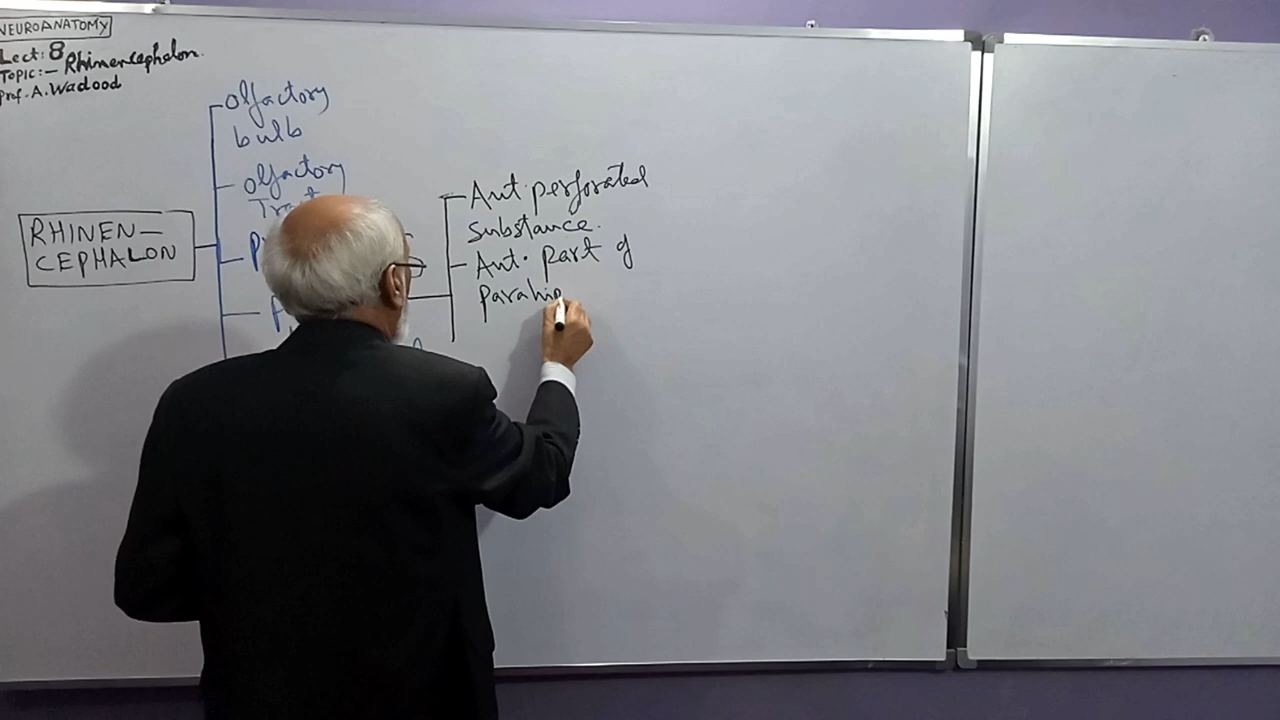 NEUROANATOMY
Lect: 8
Topic:- Rhinencephalon.
Prof. A. Wadood
RHINEN-
CEPHALON
olfactory
bulb
olfactory
Ant. perforated
substance.
Ant. part of
parahip